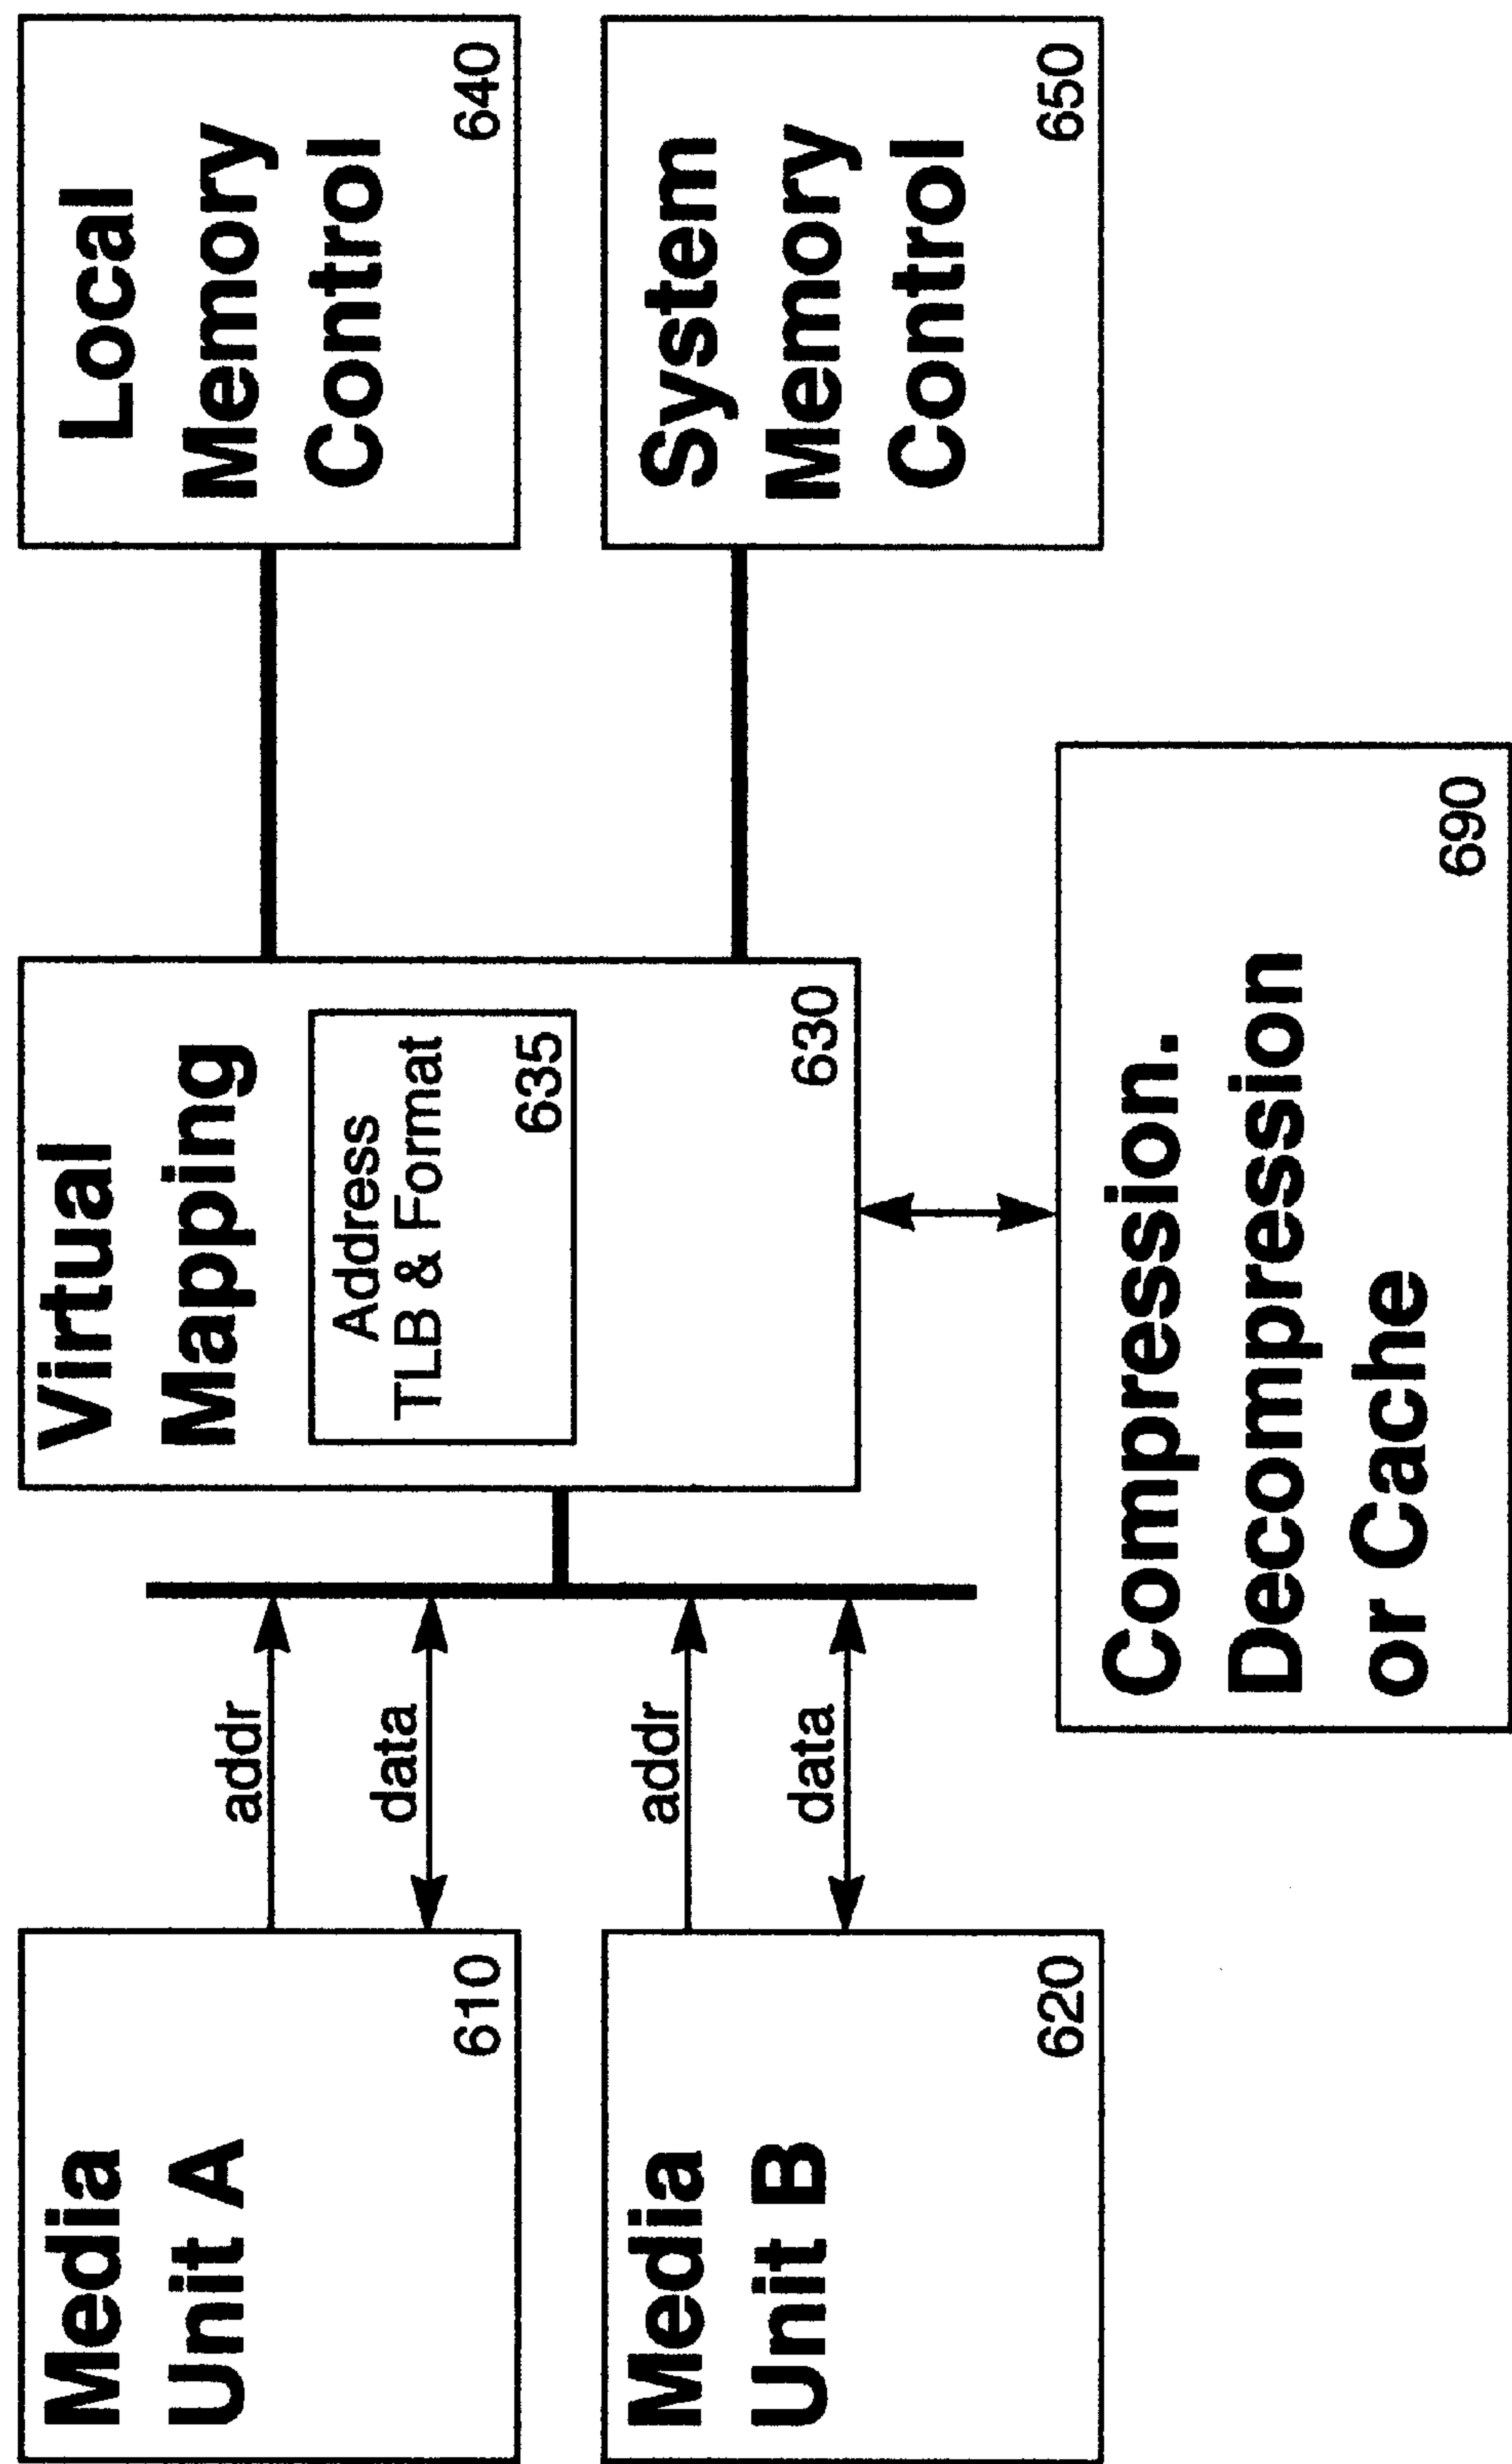 Media
Unit A
610
addr
data
Media
Unit B
620
addr
data
Virtual
Mapping
Address
TLB & Format
635
630
Local
Memory
Control
640
System
Memory
Control
650
Compression.
Decompression
or Cache
690